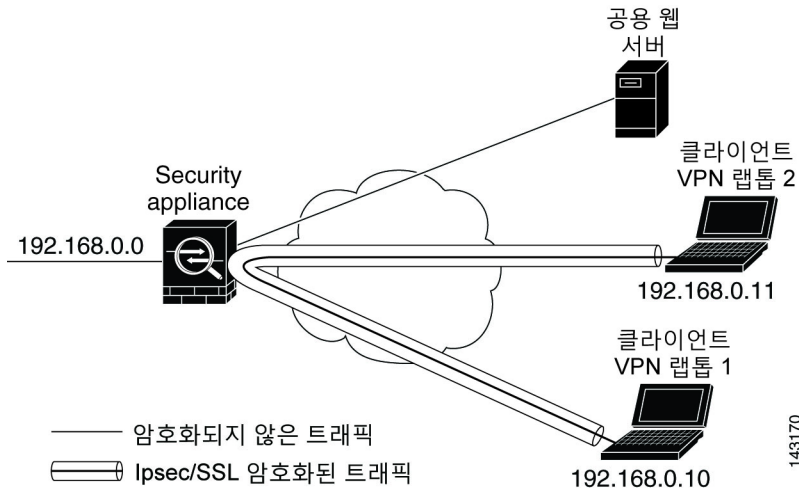 공용 웹
서버
클라이언트
VPN 랩톱 2
Security
appliance
192.168.0.0
192.168.0.11
클라이언트
VPN 랩톱 1
암호화되지 않은 트래픽
Ipsec/SSL 암호화된 트래픽
192.168.0.10
143170